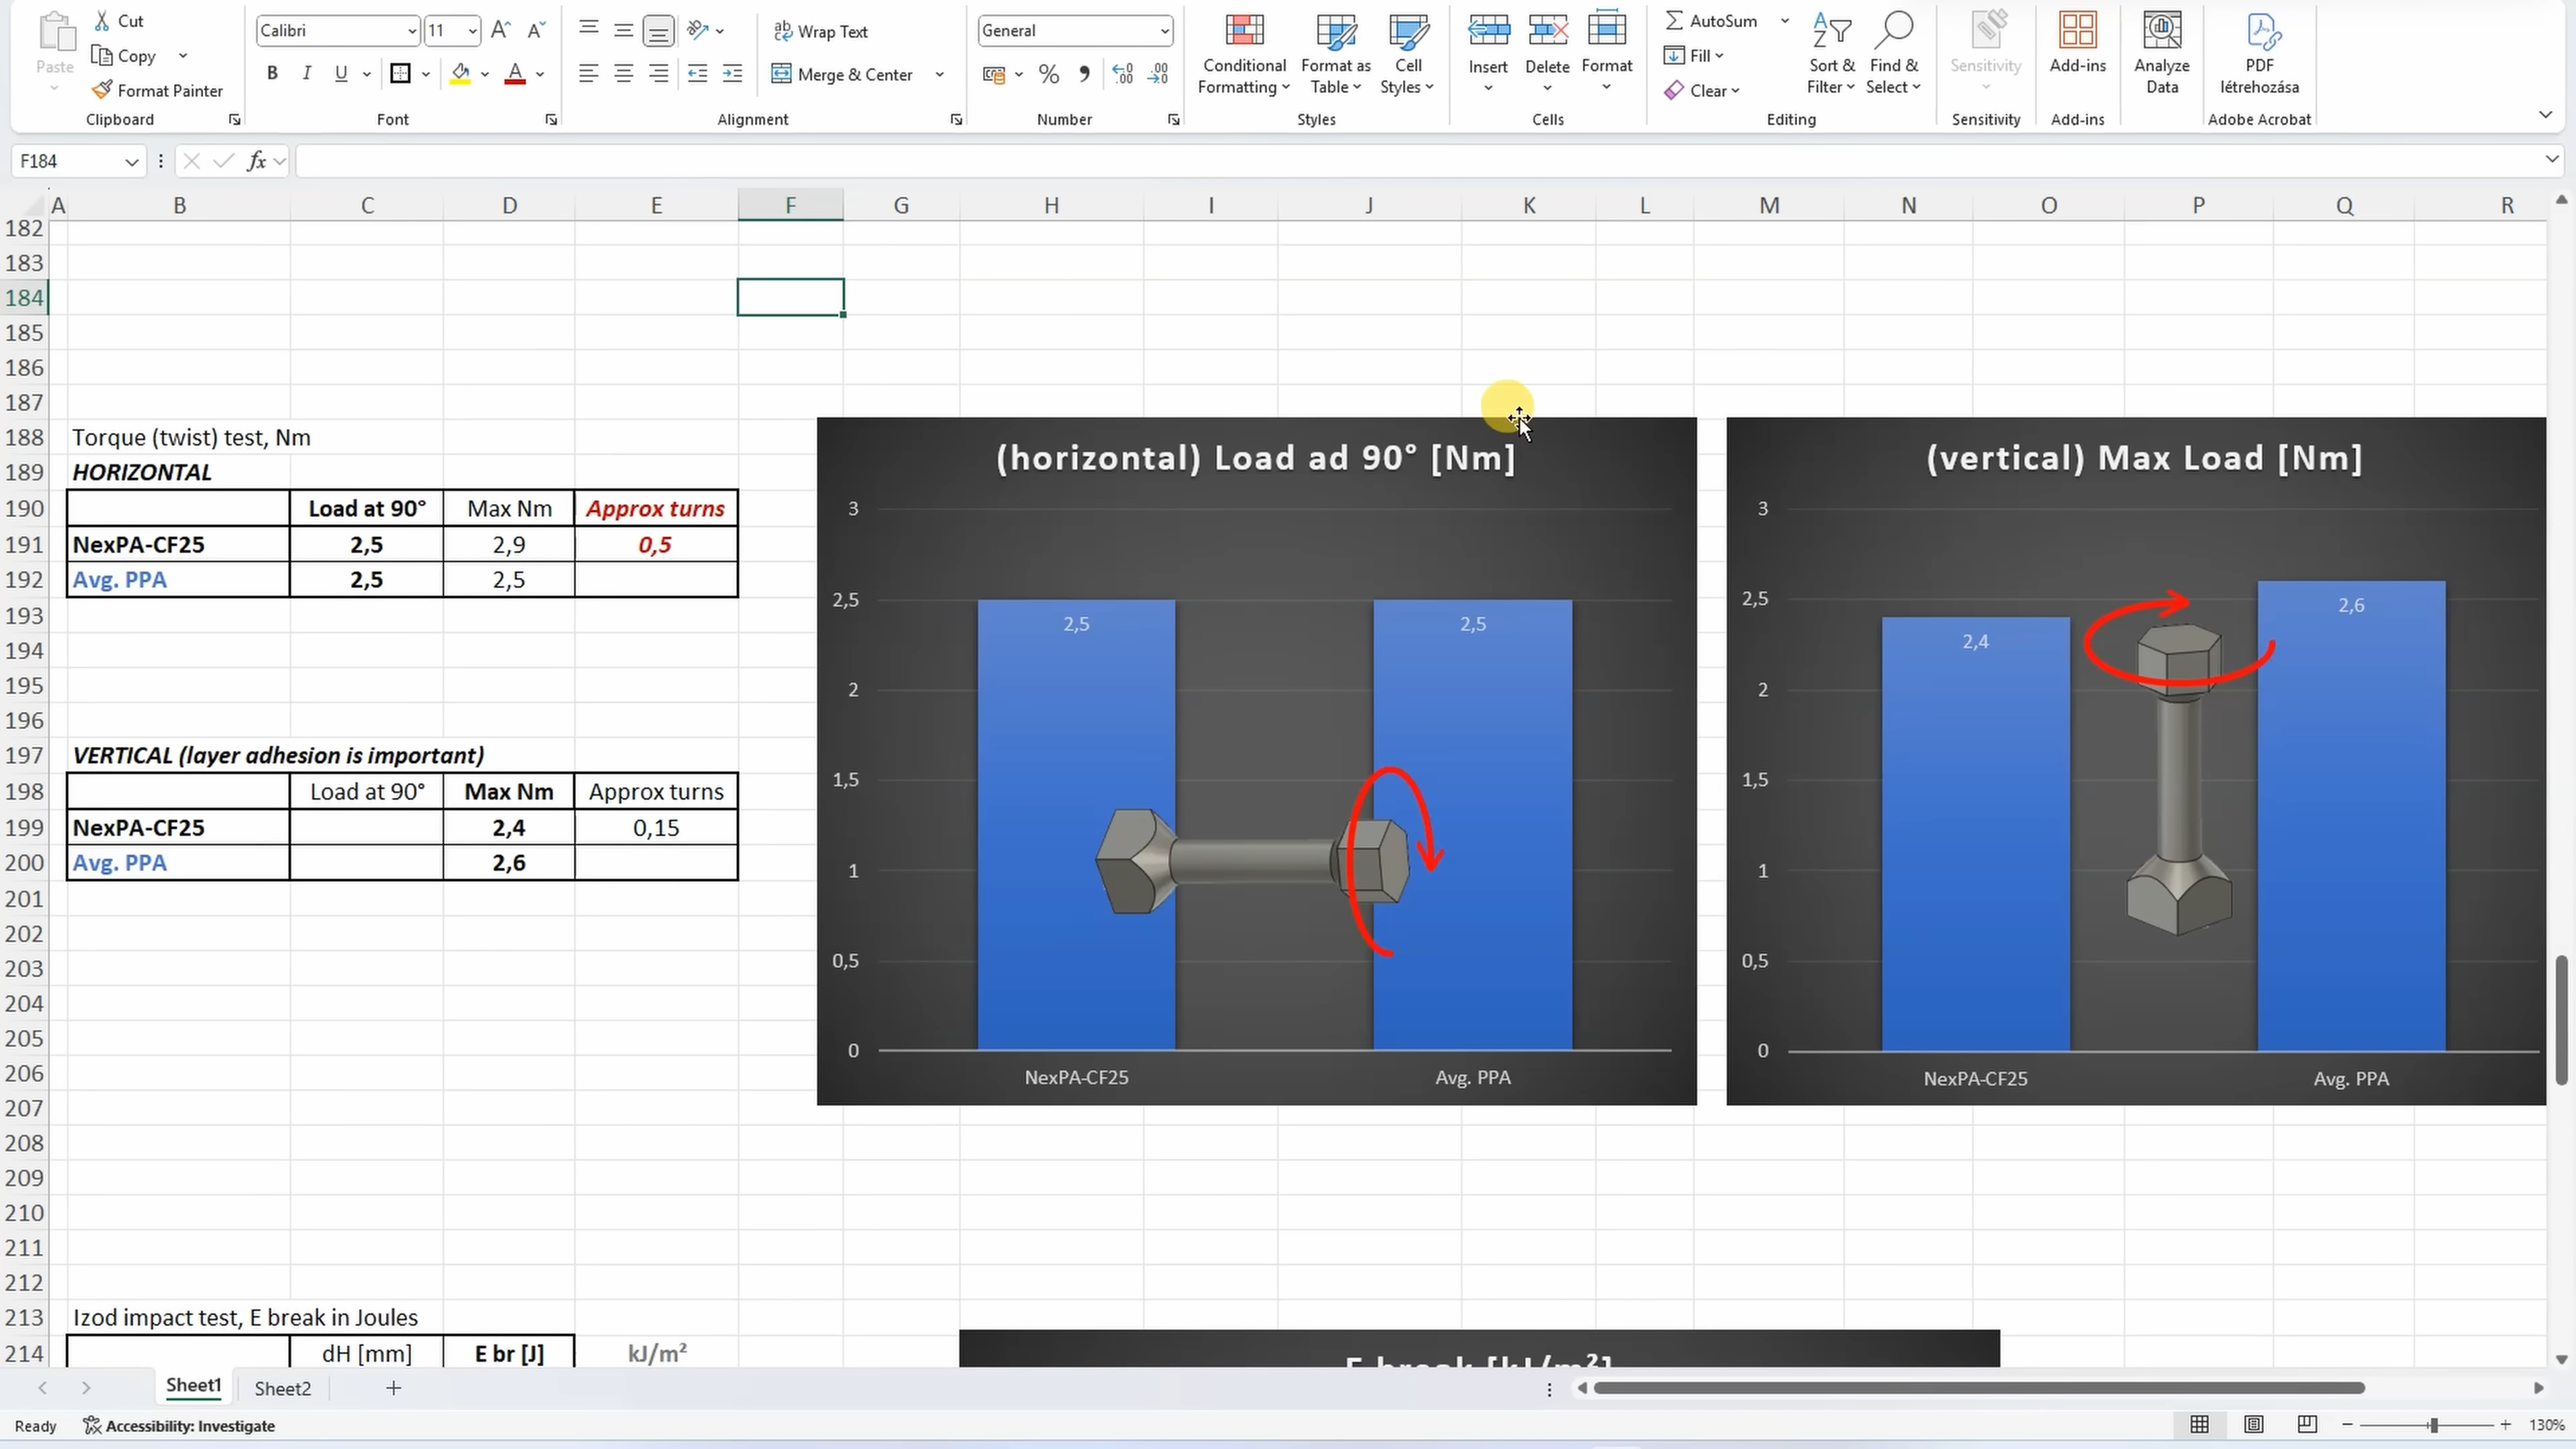 Cut
Calibri
11
Wrap Text
General
AutoSum
Copy
Fill
Paste
Conditional Formatting
Format as Table
Cell Styles
Insert
Delete
Format
Sort & Filter
Find & Select
Sensitivity
Add-ins
Analyze Data
PDF létrehozása
Format Painter
B I U
Merge & Center
Clear
Clipboard
Font
Alignment
Number
Styles
Cells
Editing
Sensitivity
Add-ins
Adobe Acrobat
F184
fx
A B C D E F G H I J K L M N O P Q R
182
183
184
185
186
187
188 Torque (twist) test, Nm
189 HORIZONTAL
190 Load at 90° Max Nm Approx turns
191 NexPA-CF25 2,5 2,9 0,5
192 Avg. PPA 2,5 2,5
193
194
195
196
197 VERTICAL (layer adhesion is important)
198 Load at 90° Max Nm Approx turns
199 NexPA-CF25 2,4 0,15
200 Avg. PPA 2,6
201
202
203
204
205
206
207
208
209
210
211
212
213 Izod impact test, E break in Joules
214 dH [mm] E br [J] kJ/m²
(horizontal) Load ad 90° [Nm]
3
2,5
2
1,5
1
0,5
0
2,5
2,5
NexPA-CF25
Avg. PPA
(vertical) Max Load [Nm]
3
2,5
2
1,5
1
0,5
0
2,4
2,6
NexPA-CF25
Avg. PPA
E break [kJ/m²]
Sheet1
Sheet2
Ready
Accessibility: Investigate
130%